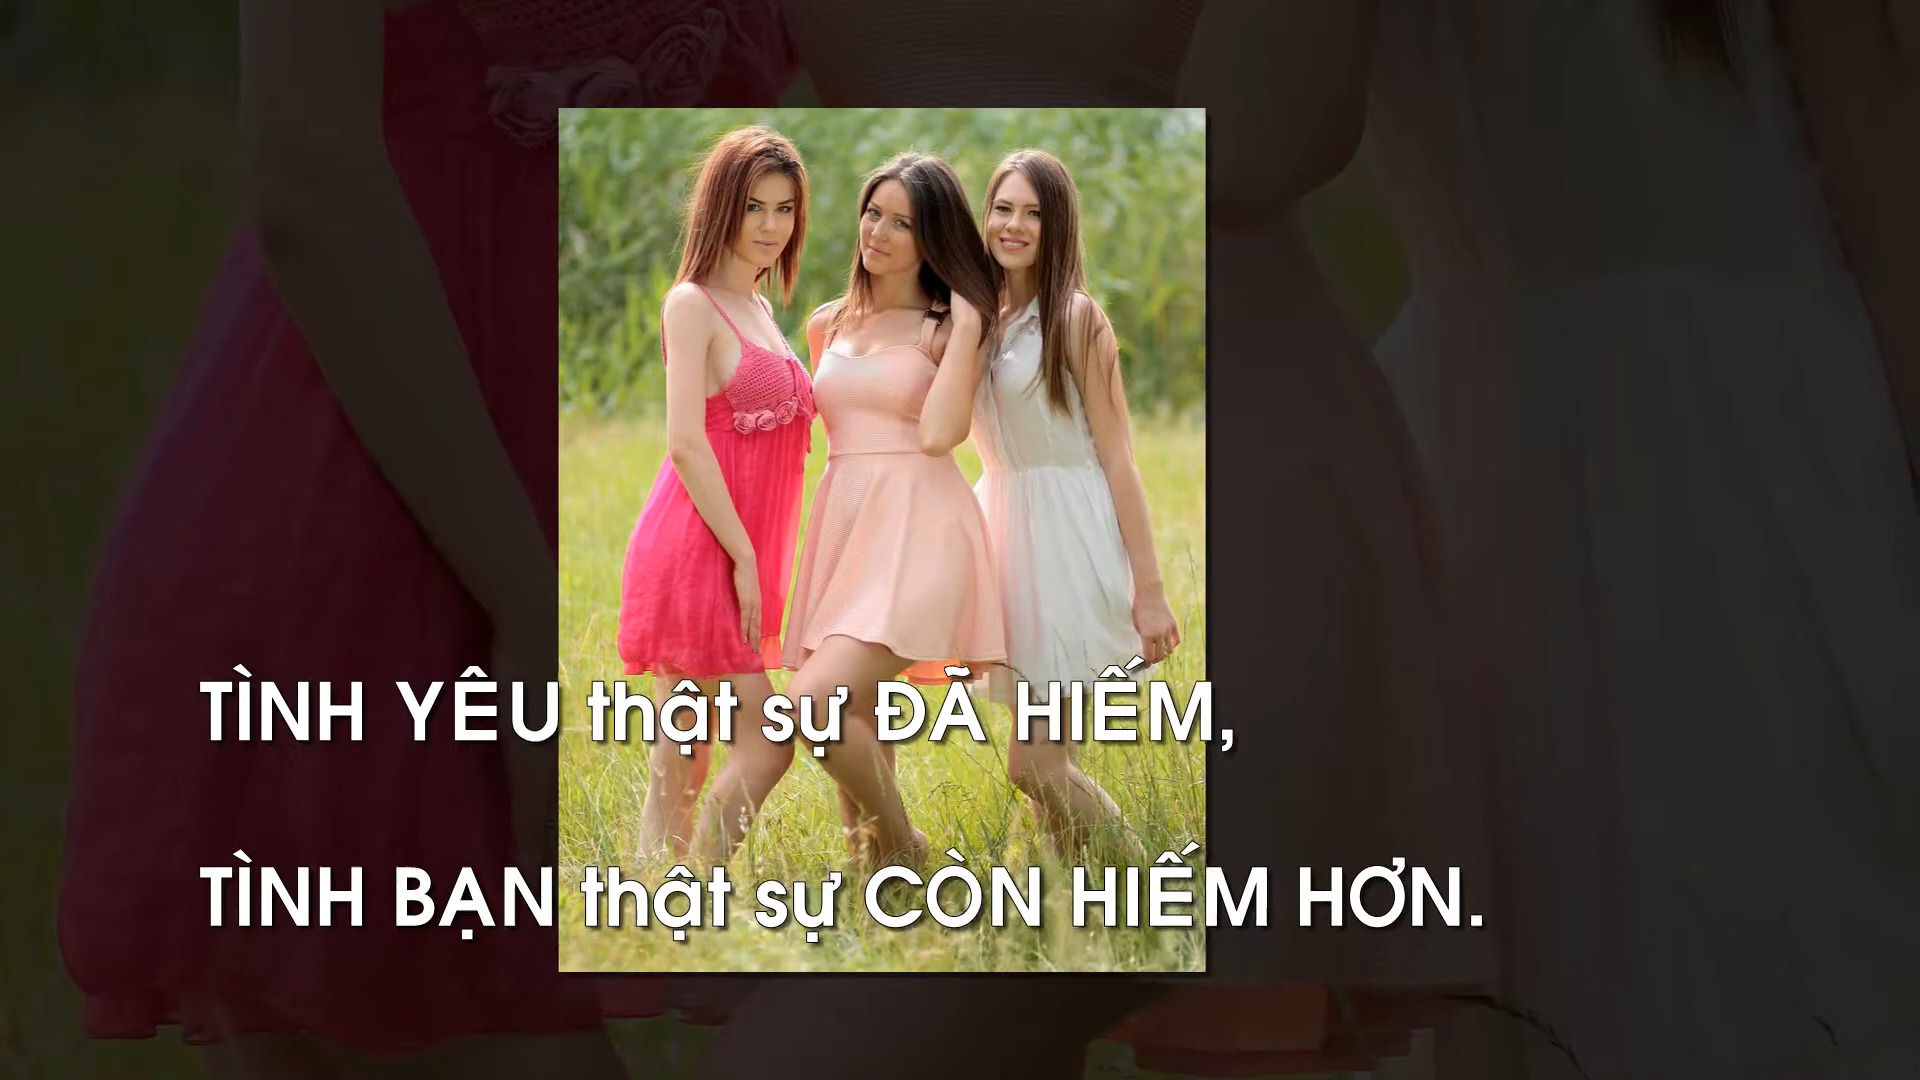 TÌNH YÊU thật sự ĐÃ HIẾM,
TÌNH BẠN thật sự CÒN HIẾM HƠN.